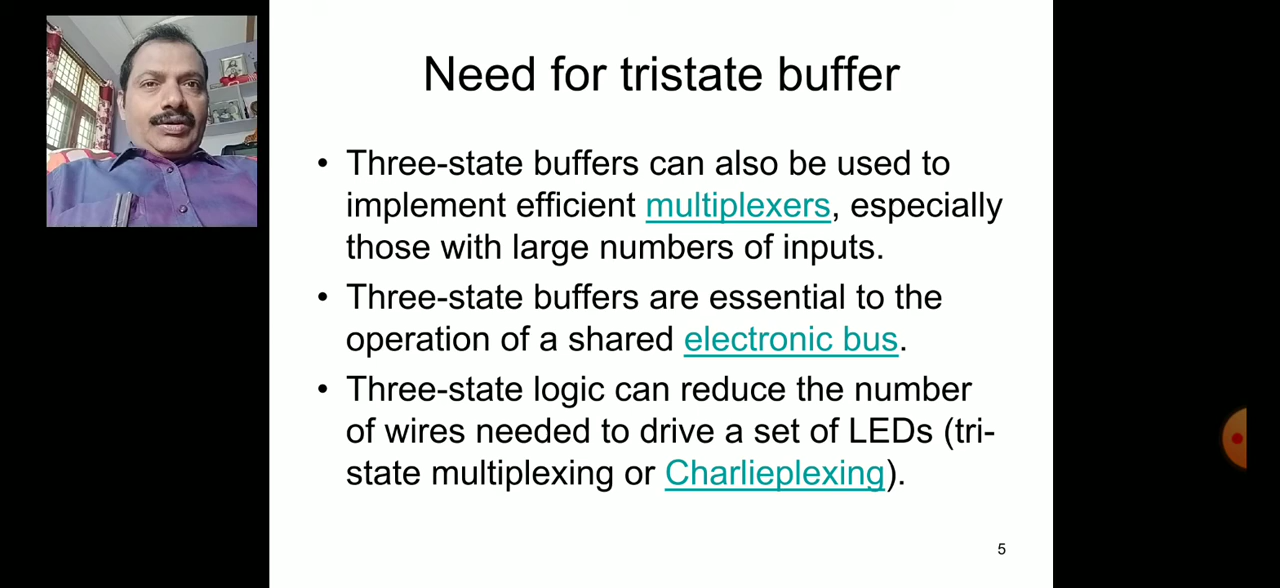 Need for tristate buffer
• Three-state buffers can also be used to
implement efficient multiplexers, especially
those with large numbers of inputs.
• Three-state buffers are essential to the
operation of a shared electronic bus.
• Three-state logic can reduce the number
of wires needed to drive a set of LEDs (tri-
state multiplexing or Charlieplexing).
5